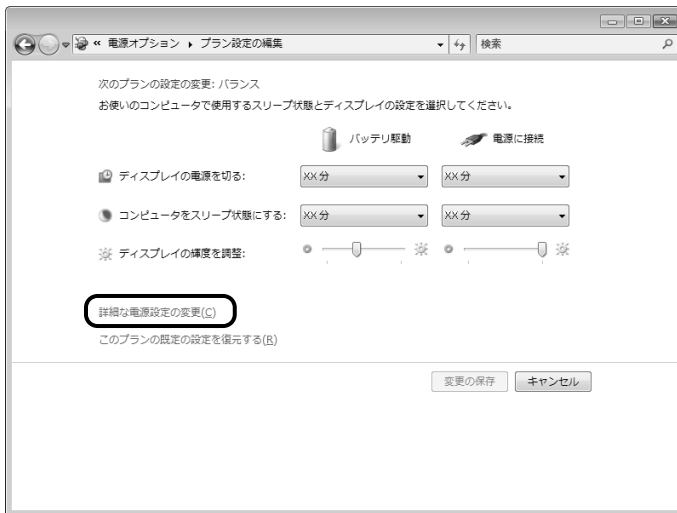 « 電源オプション ▸ プラン設定の編集 検索
次のプランの設定の変更: バランス
お使いのコンピュータで使用するスリープ状態とディスプレイの設定を選択してください。
バッテリ駆動 電源に接続
ディスプレイの電源を切る: XX分 XX分
コンピュータをスリープ状態にする: XX分 XX分
ディスプレイの輝度を調整:
詳細な電源設定の変更(C)
このプランの既定の設定を復元する(R)
変更の保存 キャンセル